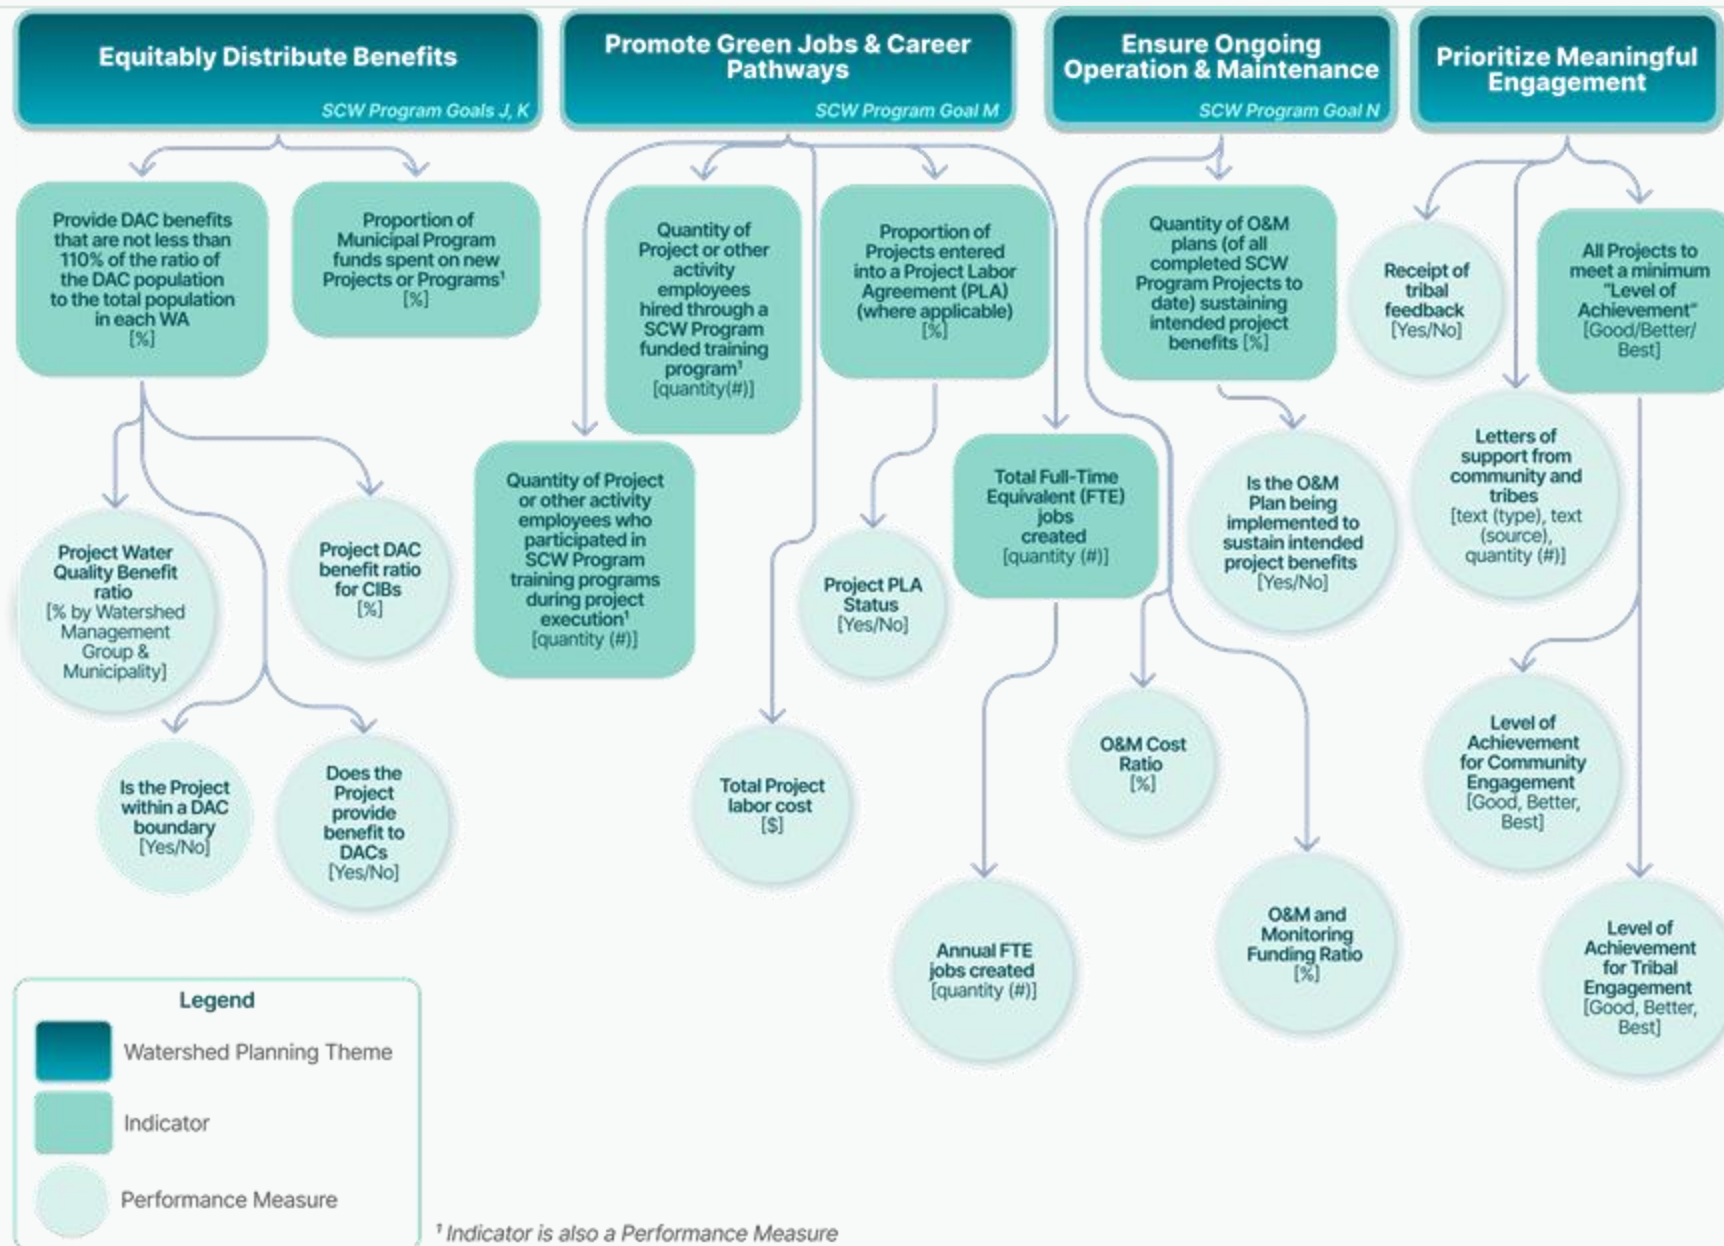 Equitably Distribute Benefits
SCW Program Goals J, K
Promote Green Jobs & Career
Pathways
SCW Program Goal M
Ensure Ongoing
Operation & Maintenance
SCW Program Goal N
Prioritize Meaningful
Engagement
Provide DAC benefits
that are not less than
110% of the ratio of
the DAC population
to the total population
in each WA
[%]
Proportion of
Municipal Program
funds spent on new
Projects or Programs¹
[%]
Quantity of
Project or other
activity
employees
hired through a
SCW Program
funded training
program¹
[quantity(#)]
Proportion of
Projects entered
into a Project Labor
Agreement (PLA)
(where applicable)
[%]
Quantity of O&M
plans (of all
completed SCW
Program Projects to
date) sustaining
intended project
benefits [%]
Receipt of
tribal
feedback
[Yes/No]
All Projects to
meet a minimum
"Level of
Achievement"
[Good/Better/
Best]
Quantity of Project
or other activity
employees who
participated in
SCW Program
training programs
during project
execution¹
[quantity (#)]
Total Full-Time
Equivalent (FTE)
jobs
created
[quantity (#)]
Is the O&M
Plan being
implemented to
sustain intended
project benefits
[Yes/No]
Letters of
support from
community and
tribes
[text (type), text
(source),
quantity (#)]
Project Water
Quality Benefit
ratio
[% by Watershed
Management
Group &
Municipality]
Project DAC
benefit ratio
for CIBs
[%]
Project PLA
Status
[Yes/No]
Is the Project
within a DAC
boundary
[Yes/No]
Does the
Project
provide
benefit to
DACs
[Yes/No]
Total Project
labor cost
[$]
O&M Cost
Ratio
[%]
Level of
Achievement
for Community
Engagement
[Good, Better,
Best]
Annual FTE
jobs created
[quantity (#)]
O&M and
Monitoring
Funding Ratio
[%]
Level of
Achievement
for Tribal
Engagement
[Good, Better,
Best]
Legend
Watershed Planning Theme
Indicator
Performance Measure
¹ Indicator is also a Performance Measure